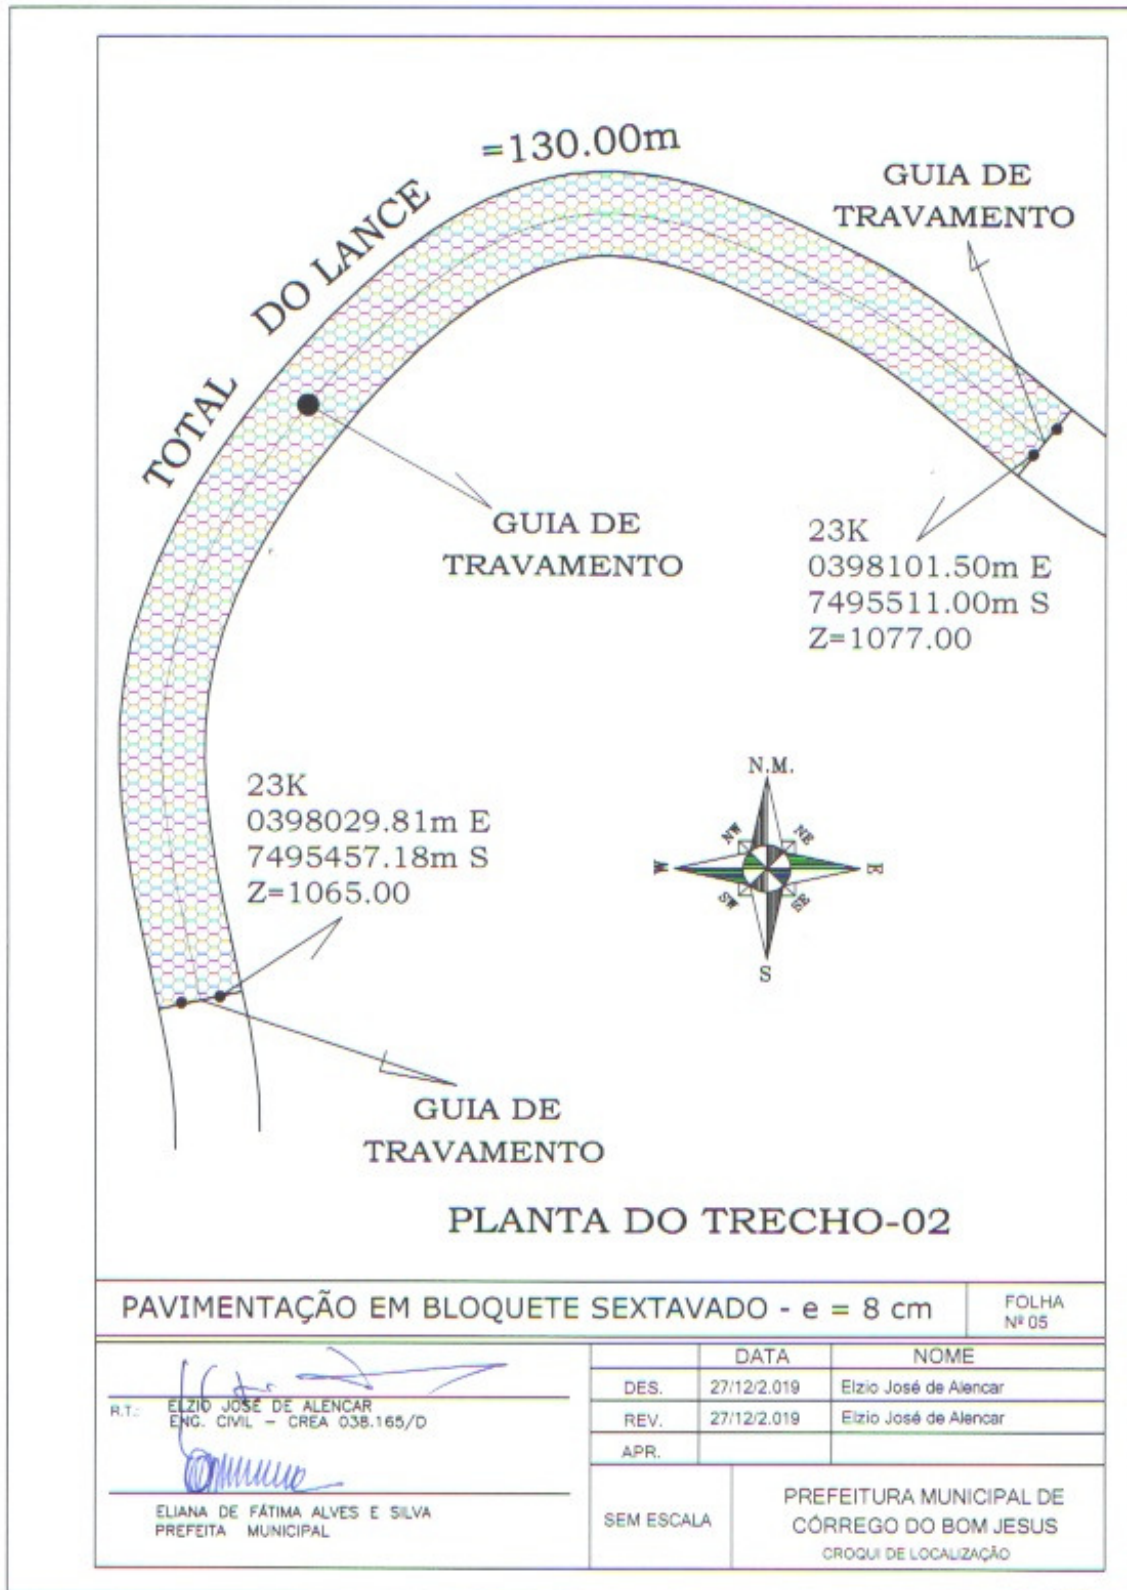 TOTAL DO LANCE =130.00m
GUIA DE
TRAVAMENTO
GUIA DE
TRAVAMENTO
23K
0398101.50m E
7495511.00m S
Z=1077.00
23K
0398029.81m E
7495457.18m S
Z=1065.00
N.M.
NW
NE
W
E
SW
SE
S
GUIA DE
TRAVAMENTO
PLANTA DO TRECHO-02
PAVIMENTAÇÃO EM BLOQUETE SEXTAVADO - e = 8 cm
FOLHA
Nº 05
R.T.: ELZIO JOSÉ DE ALENCAR
ENG. CIVIL - CREA 038.165/D
ELIANA DE FÁTIMA ALVES E SILVA
PREFEITA MUNICIPAL
DATA NOME
DES. 27/12/2.019 Elzio José de Alencar
REV. 27/12/2.019 Elzio José de Alencar
APR.
SEM ESCALA
PREFEITURA MUNICIPAL DE
CÓRREGO DO BOM JESUS
CROQUI DE LOCALIZAÇÃO